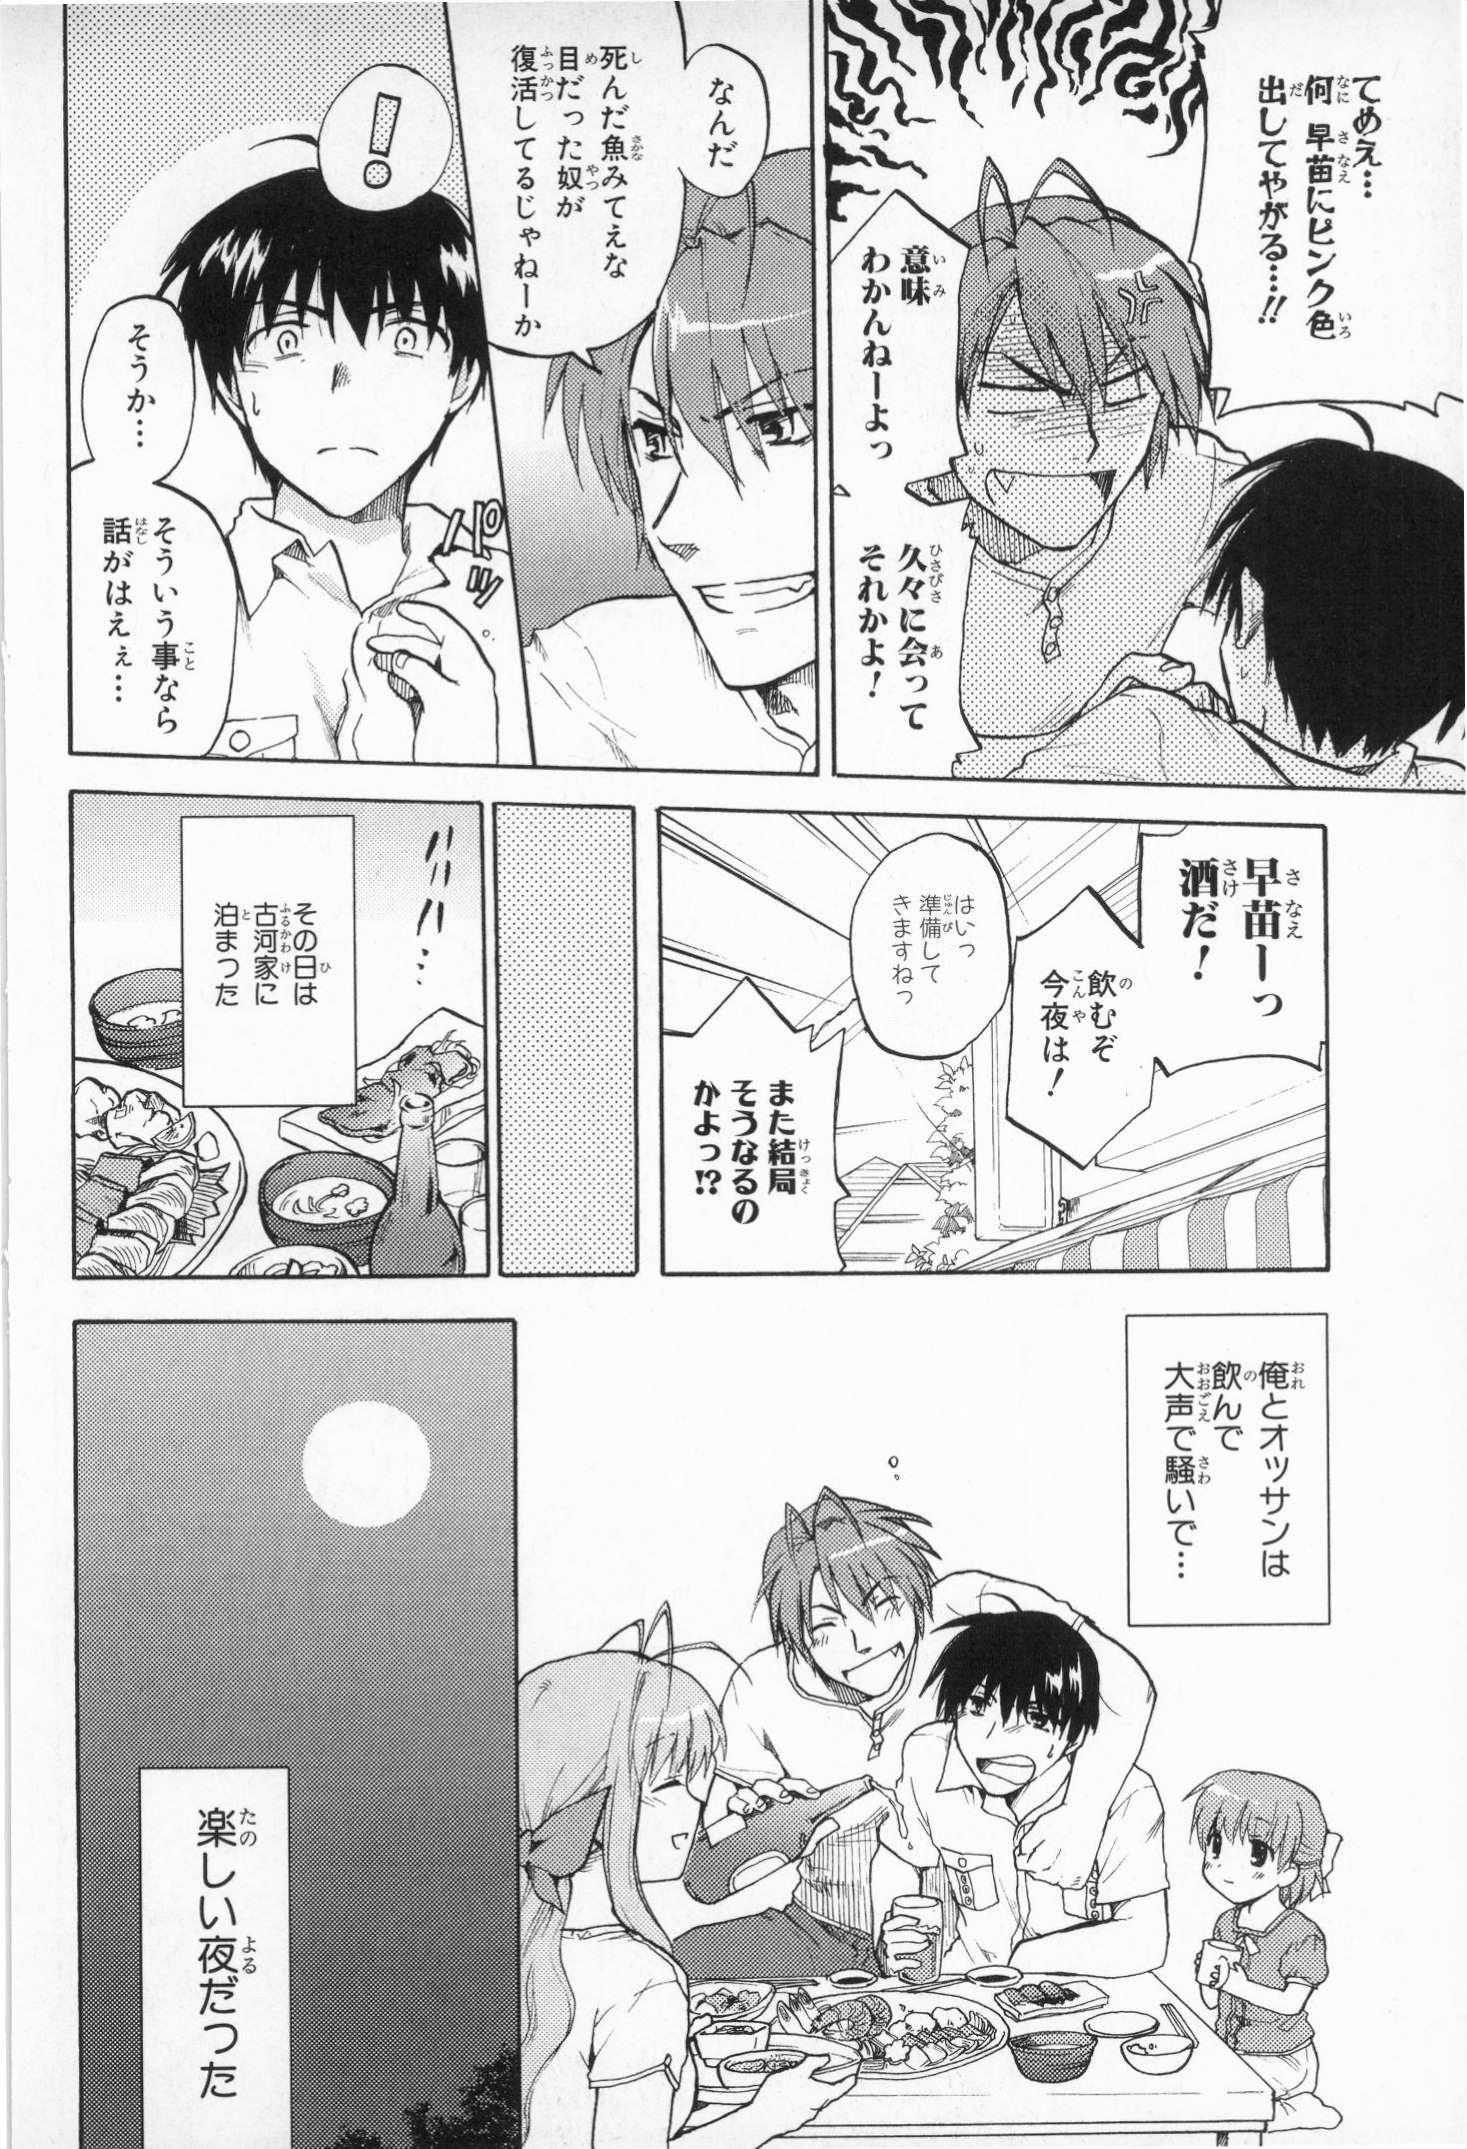 てめえ…
何 早苗にピンク色
出してやがる…‼
意味
わかんねーよっ
久々に会って
それかよ！
なんだ
死んだ魚みてえな
目だった奴が
復活してるじゃねーか
！
パッ
そうか…
そういう事なら
話がはえぇ…
早苗ーっ
酒だ！
飲むぞ
今夜は！
はいっ
準備して
きますねっ
また結局
そうなるの
かよっ⁉
その日は
古河家に
泊まった
俺とオッサンは
飲んで
大声で騒いで…
楽しい夜だった